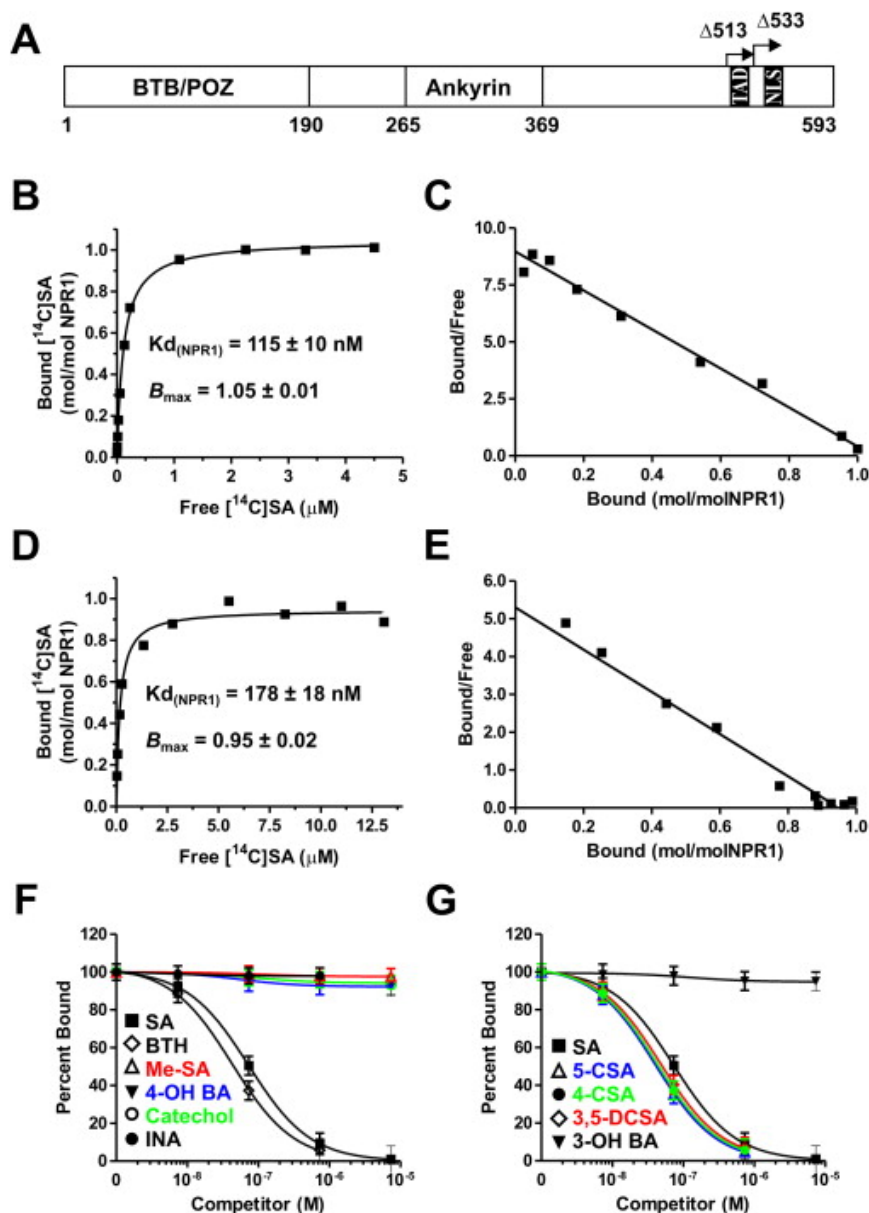 A
Δ513
Δ533
BTB/POZ
Ankyrin
TAD
NLS
1
190
265
369
593
B
Bound [¹⁴C]SA
(mol/mol NPR1)
1.0
0.8
0.6
0.4
0.2
0.0
Kd(NPR1) = 115 ± 10 nM
Bmax = 1.05 ± 0.01
0 1 2 3 4 5
Free [¹⁴C]SA (μM)
C
Bound/Free
10.0
7.5
5.0
2.5
0.0
0.0 0.2 0.4 0.6 0.8 1.0
Bound (mol/molNPR1)
D
Bound [¹⁴C]SA
(mol/mol NPR1)
1.0
0.8
0.6
0.4
0.2
0.0
Kd(NPR1) = 178 ± 18 nM
Bmax = 0.95 ± 0.02
0.0 2.5 5.0 7.5 10.0 12.5
Free [¹⁴C]SA (μM)
E
Bound/Free
6.0
5.0
4.0
3.0
2.0
1.0
0.0
0.0 0.2 0.4 0.6 0.8 1.0
Bound (mol/molNPR1)
F
Percent Bound
120
100
80
60
40
20
0
SA
BTH
Me-SA
4-OH BA
Catechol
INA
0 10⁻⁸ 10⁻⁷ 10⁻⁶ 10⁻⁵
Competitor (M)
G
Percent Bound
120
100
80
60
40
20
0
SA
5-CSA
4-CSA
3,5-DCSA
3-OH BA
0 10⁻⁸ 10⁻⁷ 10⁻⁶ 10⁻⁵
Competitor (M)